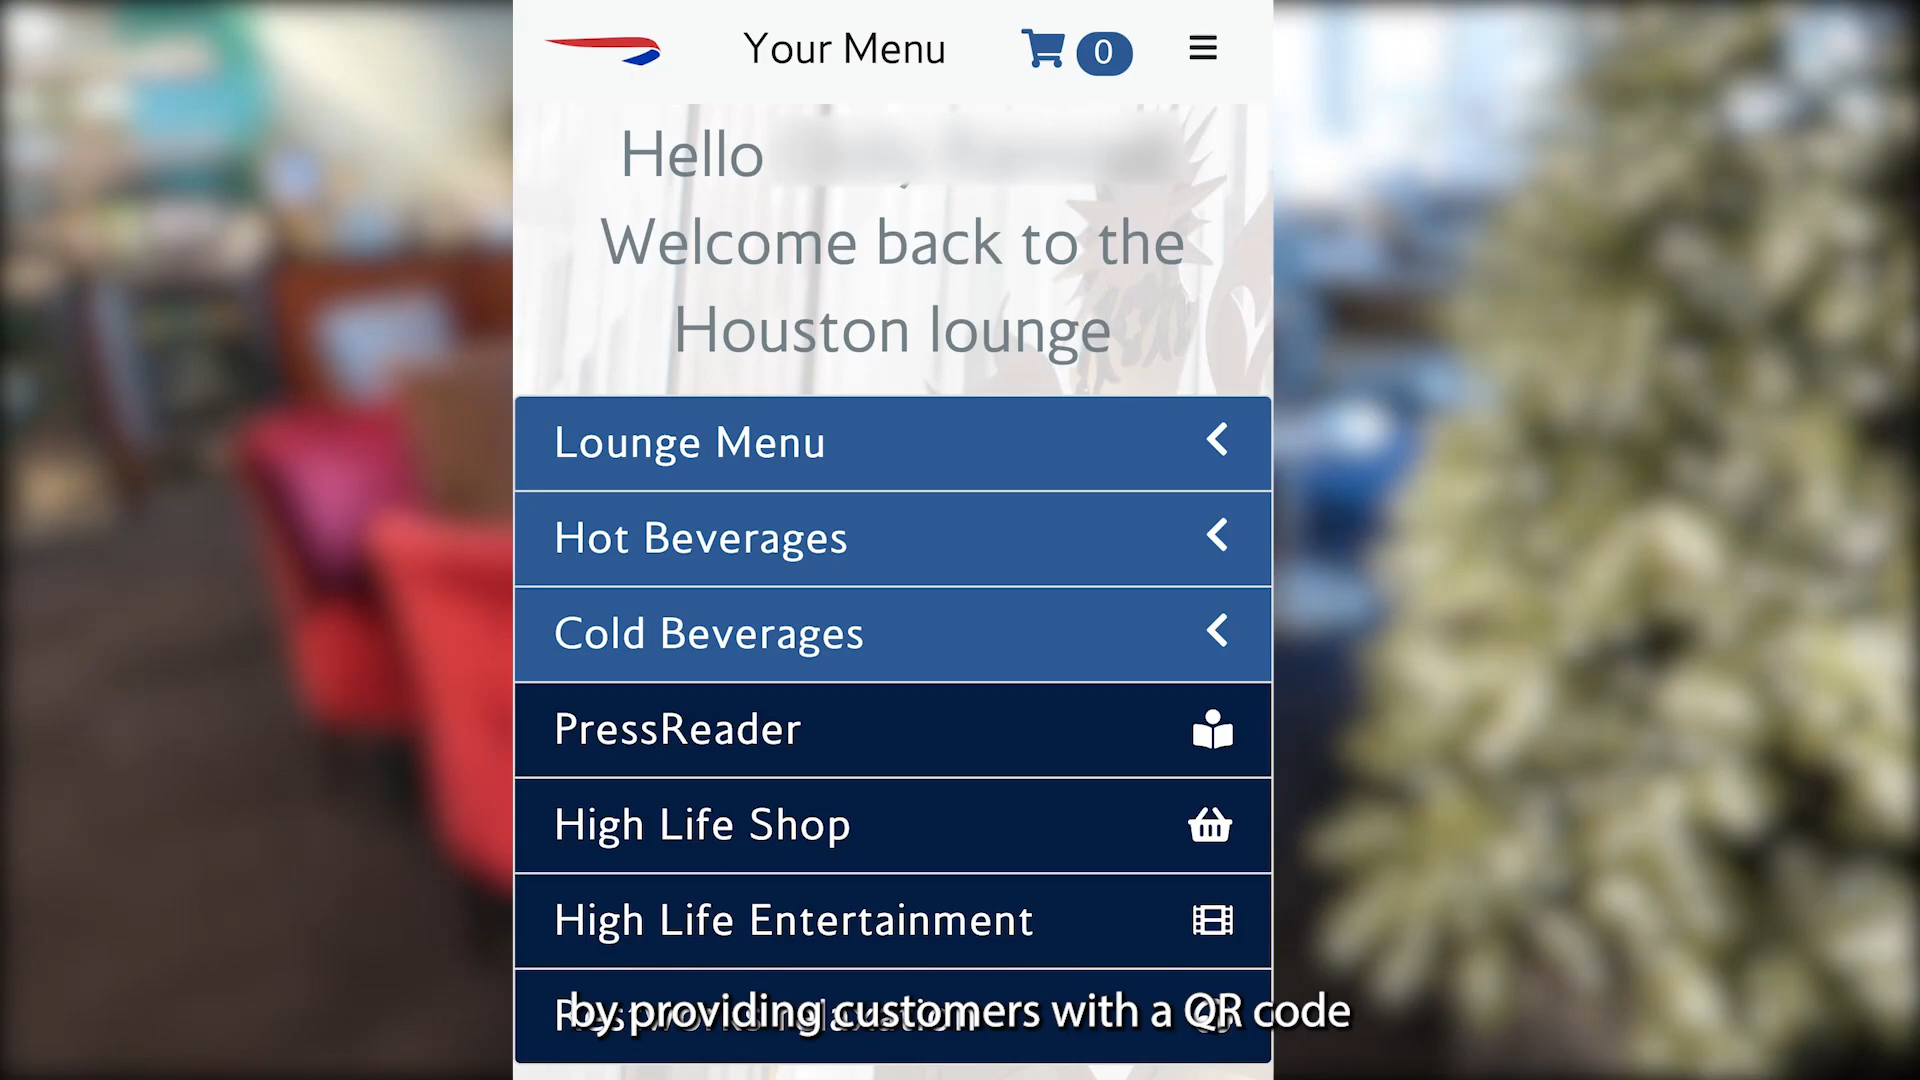 Your Menu
0
Hello
Welcome back to the
Houston lounge
Lounge Menu
Hot Beverages
Cold Beverages
PressReader
High Life Shop
High Life Entertainment
by providing customers with a QR code